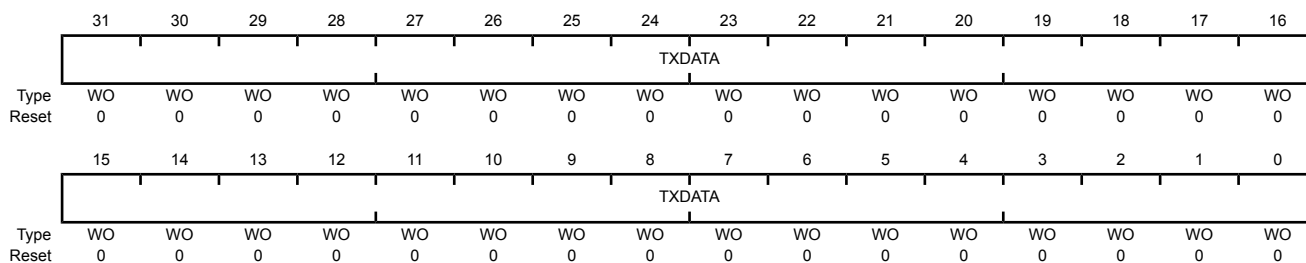 31 30 29 28 27 26 25 24 23 22 21 20 19 18 17 16
TXDATA
Type WO WO WO WO WO WO WO WO WO WO WO WO WO WO WO WO
Reset 0 0 0 0 0 0 0 0 0 0 0 0 0 0 0 0
15 14 13 12 11 10 9 8 7 6 5 4 3 2 1 0
TXDATA
Type WO WO WO WO WO WO WO WO WO WO WO WO WO WO WO WO
Reset 0 0 0 0 0 0 0 0 0 0 0 0 0 0 0 0